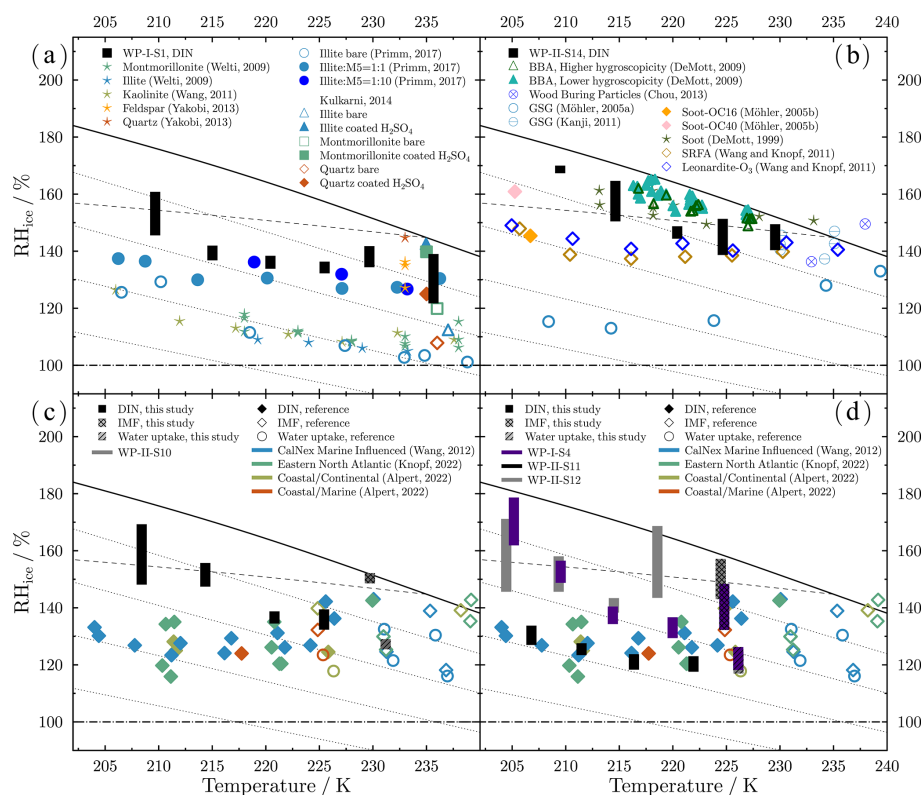 (a)
WP-I-S1, DIN
Montmorillonite (Welti, 2009)
Illite (Welti, 2009)
Kaolinite (Wang, 2011)
Feldspar (Yakobi, 2013)
Quartz (Yakobi, 2013)
Illite bare (Primm, 2017)
Illite:M5=1:1 (Primm, 2017)
Illite:M5=1:10 (Primm, 2017)
Kulkarni, 2014
Illite bare
Illite coated H₂SO₄
Montmorillonite bare
Montmorillonite coated H₂SO₄
Quartz bare
Quartz coated H₂SO₄
RH_ice / %
200
180
160
140
120
100
205 210 215 220 225 230 235
(b)
WP-II-S14, DIN
BBA, Higher hygroscopicity (DeMott, 2009)
BBA, Lower hygroscopicity (DeMott, 2009)
Wood Buring Particles (Chou, 2013)
GSG (Möhler, 2005a)
GSG (Kanji, 2011)
Soot-OC16 (Möhler, 2005b)
Soot-OC40 (Möhler, 2005b)
Soot (DeMott, 1999)
SRFA (Wang and Knopf, 2011)
Leonardite-O₃ (Wang and Knopf, 2011)
205 210 215 220 225 230 235 240
200
180
160
140
120
100
(c)
DIN, this study
IMF, this study
Water uptake, this study
WP-II-S10
DIN, reference
IMF, reference
Water uptake, reference
CalNex Marine Influenced (Wang, 2012)
Eastern North Atlantic (Knopf, 2022)
Coastal/Continental (Alpert, 2022)
Coastal/Marine (Alpert, 2022)
RH_ice / %
200
180
160
140
120
100
205 210 215 220 225 230 235
Temperature / K
(d)
DIN, this study
IMF, this study
Water uptake, this study
WP-I-S4
WP-II-S11
WP-II-S12
DIN, reference
IMF, reference
Water uptake, reference
CalNex Marine Influenced (Wang, 2012)
Eastern North Atlantic (Knopf, 2022)
Coastal/Continental (Alpert, 2022)
Coastal/Marine (Alpert, 2022)
200
180
160
140
120
100
205 210 215 220 225 230 235 240
Temperature / K